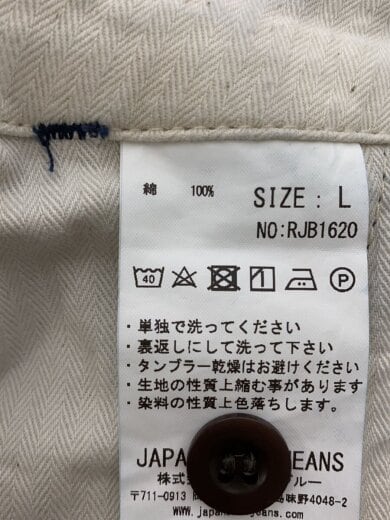 綿 100% SIZE: L
NO:RJB1620
40 P
・単独で洗ってください
・裏返しにして洗って下さい
・タンブラー乾燥はお避けください
・生地の性質上縮む事があります
・染料の性質上色落ちします。
JAPA EANS
株式 ブルー
〒711-0913 味野4048-2
www.japan jeans.com